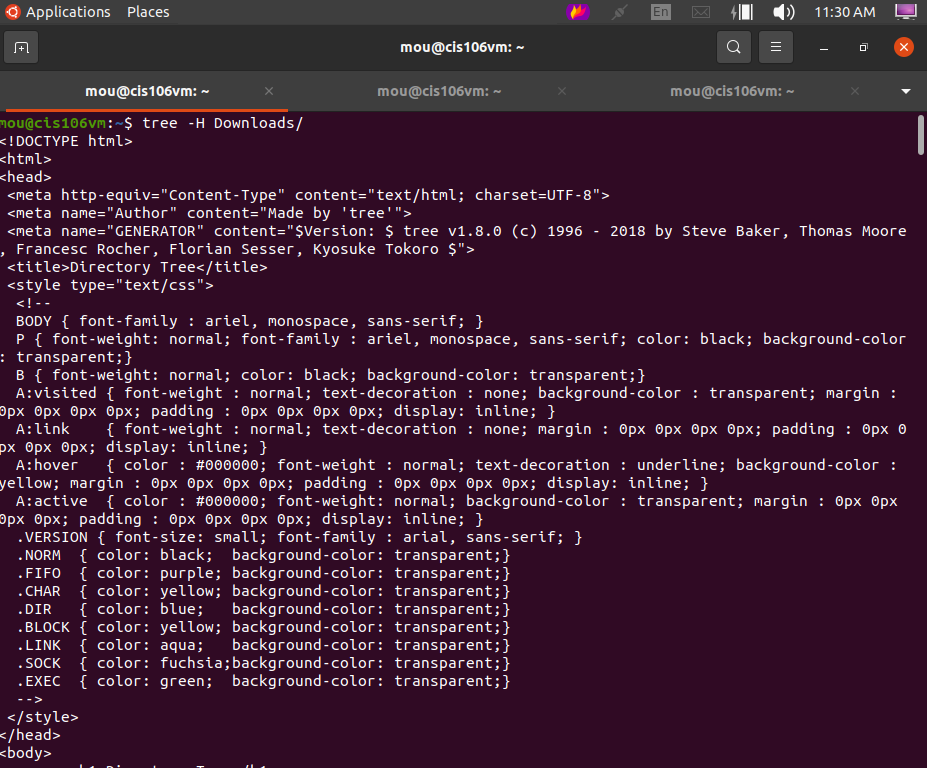 Applications Places En 11:30 AM
mou@cis106vm: ~
mou@cis106vm: ~ mou@cis106vm: ~ mou@cis106vm: ~
mou@cis106vm:~$ tree -H Downloads/
<!DOCTYPE html>
<html>
<head>
 <meta http-equiv="Content-Type" content="text/html; charset=UTF-8">
 <meta name="Author" content="Made by 'tree'">
 <meta name="GENERATOR" content="$Version: $ tree v1.8.0 (c) 1996 - 2018 by Steve Baker, Thomas Moore
, Francesc Rocher, Florian Sesser, Kyosuke Tokoro $">
 <title>Directory Tree</title>
 <style type="text/css">
  <!--
  BODY { font-family : ariel, monospace, sans-serif; }
  P { font-weight: normal; font-family : ariel, monospace, sans-serif; color: black; background-color
: transparent;}
  B { font-weight: normal; color: black; background-color: transparent;}
  A:visited { font-weight : normal; text-decoration : none; background-color : transparent; margin :
0px 0px 0px 0px; padding : 0px 0px 0px 0px; display: inline; }
  A:link    { font-weight : normal; text-decoration : none; margin : 0px 0px 0px 0px; padding : 0px 0
px 0px 0px; display: inline; }
  A:hover   { color : #000000; font-weight : normal; text-decoration : underline; background-color :
yellow; margin : 0px 0px 0px 0px; padding : 0px 0px 0px 0px; display: inline; }
  A:active  { color : #000000; font-weight: normal; background-color : transparent; margin : 0px 0px
0px 0px; padding : 0px 0px 0px 0px; display: inline; }
  .VERSION { font-size: small; font-family : arial, sans-serif; }
  .NORM  { color: black;  background-color: transparent;}
  .FIFO  { color: purple; background-color: transparent;}
  .CHAR  { color: yellow; background-color: transparent;}
  .DIR   { color: blue;   background-color: transparent;}
  .BLOCK { color: yellow; background-color: transparent;}
  .LINK  { color: aqua;   background-color: transparent;}
  .SOCK  { color: fuchsia;background-color: transparent;}
  .EXEC  { color: green;  background-color: transparent;}
  -->
 </style>
</head>
<body>